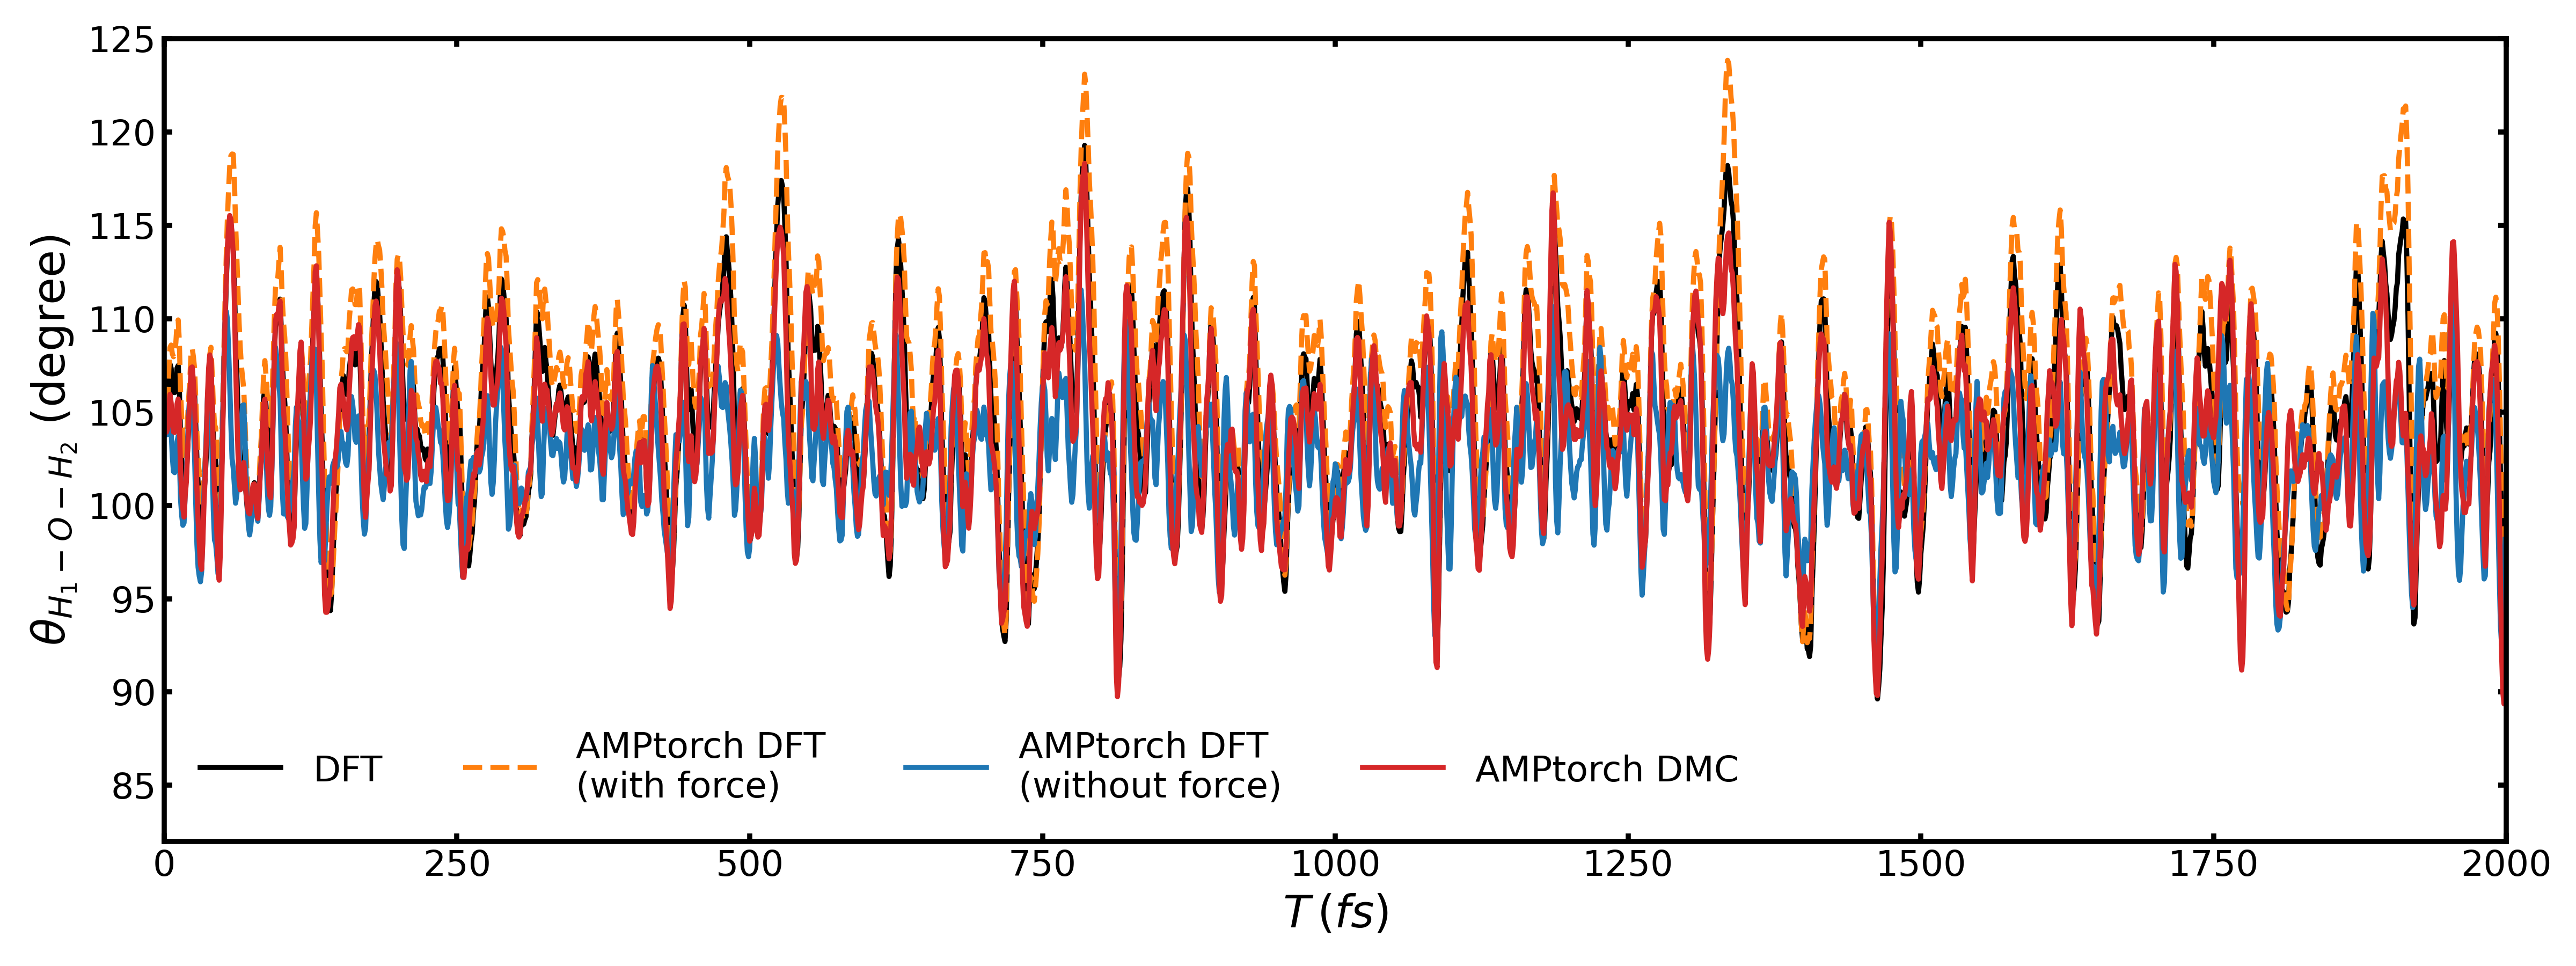 125
120
115
110
105
100
95
90
85
θ_{H_1−O−H_2} (degree)
DFT
AMPtorch DFT
(with force)
AMPtorch DFT
(without force)
AMPtorch DMC
0 250 500 750 1000 1250 1500 1750 2000
T (fs)